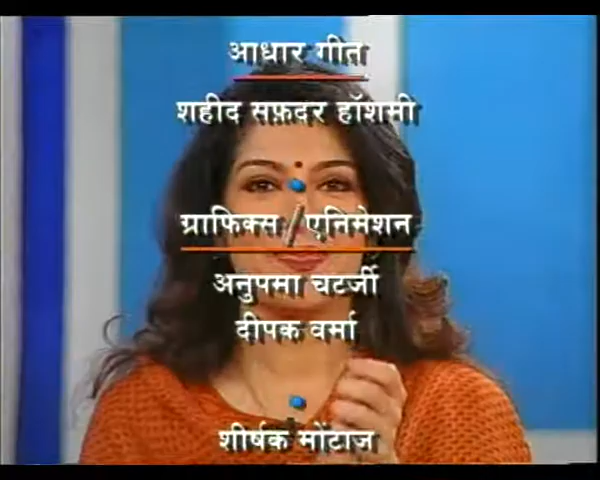 आधार गीत
शहीद सफ़दर हॉशमी
ग्राफिक्स / एनिमेशन
अनुपमा चटर्जी
दीपक वर्मा
शीर्षक मोंटाज